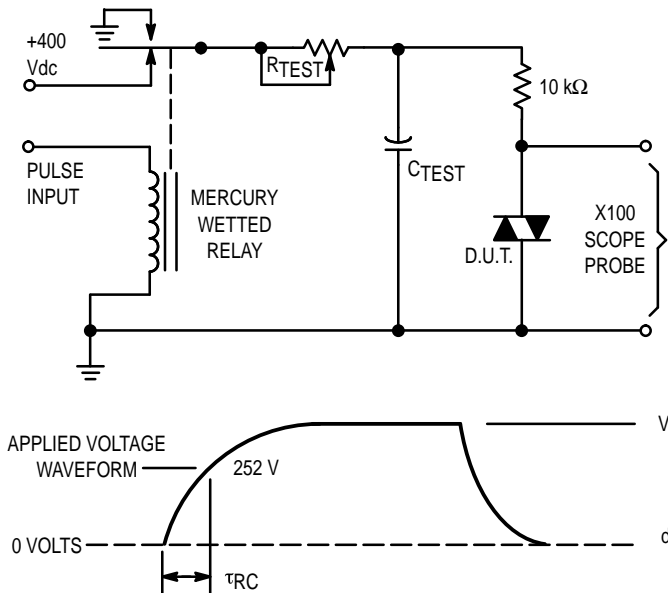 +400
Vdc
RTEST
10 kΩ
PULSE
INPUT
MERCURY
WETTED
RELAY
CTEST
D.U.T.
X100
SCOPE
PROBE
V
APPLIED VOLTAGE
WAVEFORM
252 V
0 VOLTS
τRC